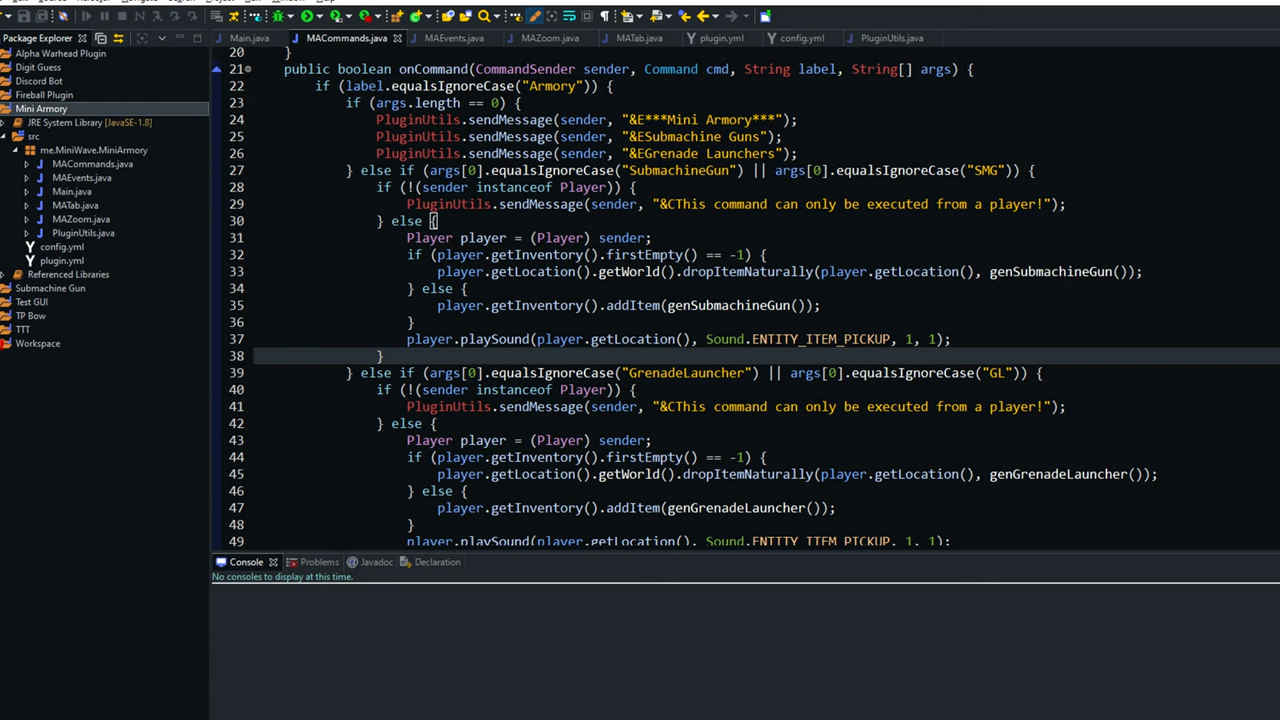 Package Explorer
Main.java
MACommands.java
MAEvents.java
MAZoom.java
MATab.java
plugin.yml
config.yml
PluginUtils.java
Alpha Warhead Plugin
Digit Guess
Discord Bot
Fireball Plugin
Mini Armory
JRE System Library [JavaSE-1.8]
src
me.MiniWave.MiniArmory
MACommands.java
MAEvents.java
Main.java
MATab.java
MAZoom.java
PluginUtils.java
config.yml
plugin.yml
Referenced Libraries
Submachine Gun
Test GUI
TP Bow
TTT
Workspace
20 }
21 public boolean onCommand(CommandSender sender, Command cmd, String label, String[] args) {
22 if (label.equalsIgnoreCase("Armory")) {
23 if (args.length == 0) {
24 PluginUtils.sendMessage(sender, "&E***Mini Armory***");
25 PluginUtils.sendMessage(sender, "&ESubmachine Guns");
26 PluginUtils.sendMessage(sender, "&EGrenade Launchers");
27 } else if (args[0].equalsIgnoreCase("SubmachineGun") || args[0].equalsIgnoreCase("SMG")) {
28 if (!(sender instanceof Player)) {
29 PluginUtils.sendMessage(sender, "&CThis command can only be executed from a player!");
30 } else {
31 Player player = (Player) sender;
32 if (player.getInventory().firstEmpty() == -1) {
33 player.getLocation().getWorld().dropItemNaturally(player.getLocation(), genSubmachineGun());
34 } else {
35 player.getInventory().addItem(genSubmachineGun());
36 }
37 player.playSound(player.getLocation(), Sound.ENTITY_ITEM_PICKUP, 1, 1);
38 }
39 } else if (args[0].equalsIgnoreCase("GrenadeLauncher") || args[0].equalsIgnoreCase("GL")) {
40 if (!(sender instanceof Player)) {
41 PluginUtils.sendMessage(sender, "&CThis command can only be executed from a player!");
42 } else {
43 Player player = (Player) sender;
44 if (player.getInventory().firstEmpty() == -1) {
45 player.getLocation().getWorld().dropItemNaturally(player.getLocation(), genGrenadeLauncher());
46 } else {
47 player.getInventory().addItem(genGrenadeLauncher());
48 }
49 player.playSound(player.getLocation(), Sound.ENTITY_ITEM_PICKUP, 1, 1);
Console
Problems
Javadoc
Declaration
No consoles to display at this time.